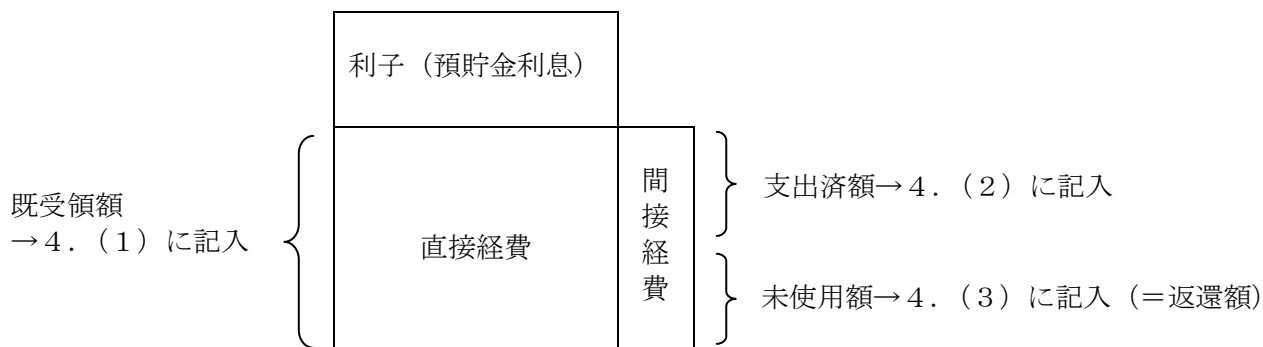 利子（預貯金利息）
既受領額
→４．（１）に記入
直接経費
間接経費
支出済額→４．（２）に記入
未使用額→４．（３）に記入（＝返還額）